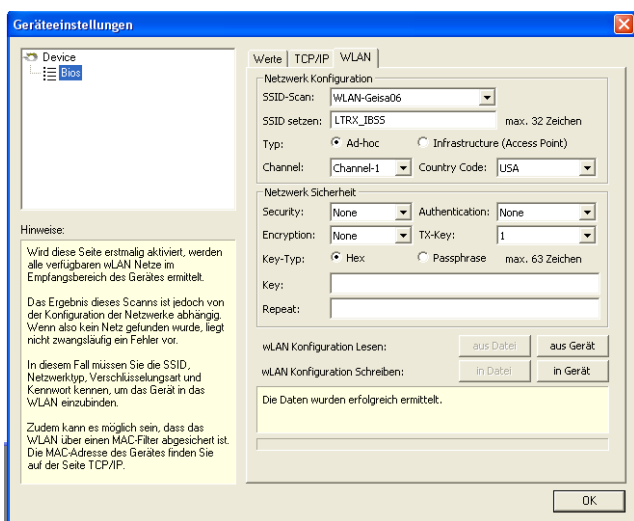 Geräteeinstellungen
Device
Bios
Hinweise:
Wird diese Seite erstmalig aktiviert, werden
alle verfügbaren wLAN Netze im
Empfangsbereich des Gerätes ermittelt.
Das Ergebnis dieses Scanns ist jedoch von
der Konfiguration der Netzwerke abhängig.
Wenn also kein Netz gefunden wurde, liegt
nicht zwangsläufig ein Fehler vor.
In diesem Fall müssen Sie die SSID,
Netzwerktyp, Verschlüsselungsart und
Kennwort kennen, um das Gerät in das
WLAN einzubinden.
Zudem kann es möglich sein, dass das
WLAN über einen MAC-Filter abgesichert ist.
Die MAC-Adresse des Gerätes finden Sie
auf der Seite TCP/IP.
Werte TCP/IP WLAN
Netzwerk Konfiguration
SSID-Scan: WLAN-Geisa06
SSID setzen: LTRX_IBSS max. 32 Zeichen
Typ: Ad-hoc Infrastructure (Access Point)
Channel: Channel-1 Country Code: USA
Netzwerk Sicherheit
Security: None Authentication: None
Encryption: None TX-Key: 1
Key-Typ: Hex Passphrase max. 63 Zeichen
Key:
Repeat:
wLAN Konfiguration Lesen: aus Datei aus Gerät
wLAN Konfiguration Schreiben: in Datei in Gerät
Die Daten wurden erfolgreich ermittelt.
OK